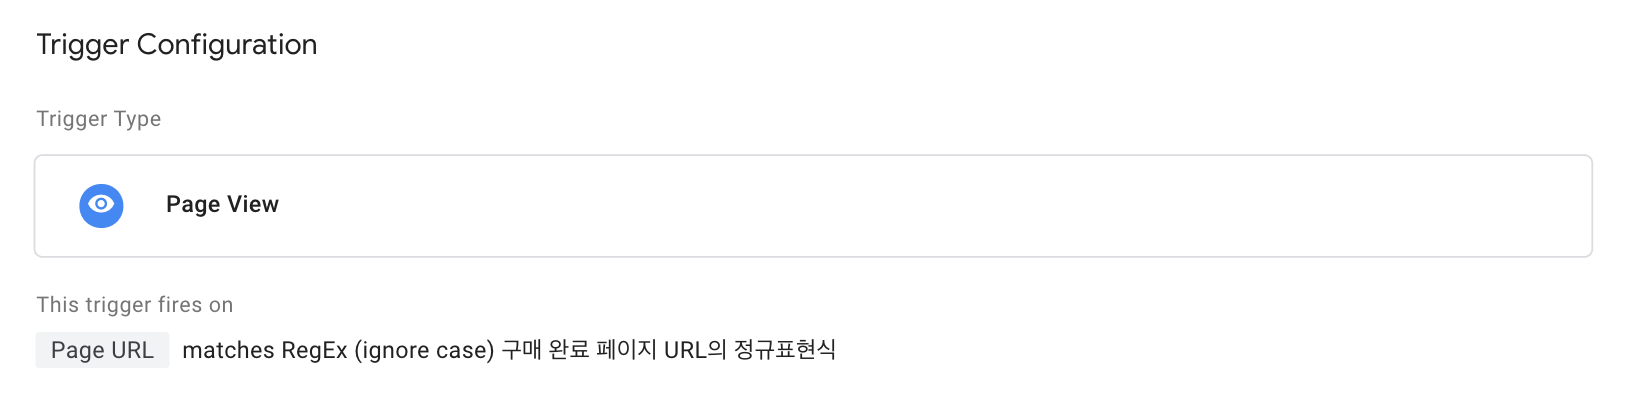 Trigger Configuration
Trigger Type
Page View
This trigger fires on
Page URL matches RegEx (ignore case) 구매 완료 페이지 URL의 정규표현식